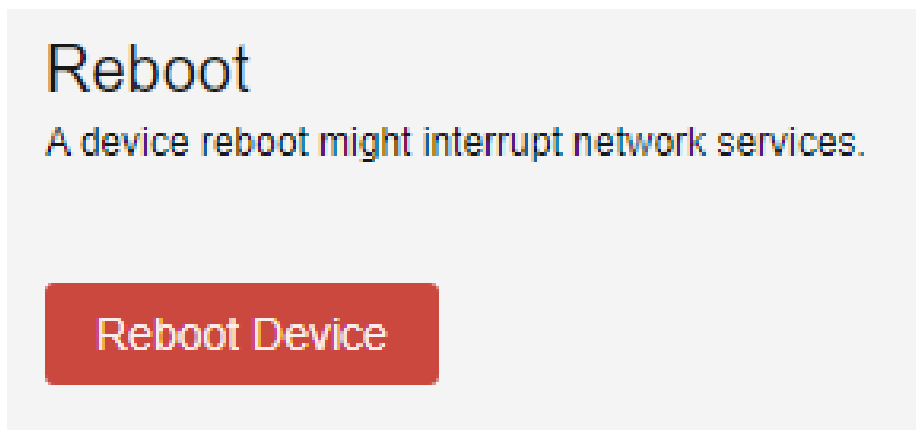 Reboot
A device reboot might interrupt network services.
Reboot Device